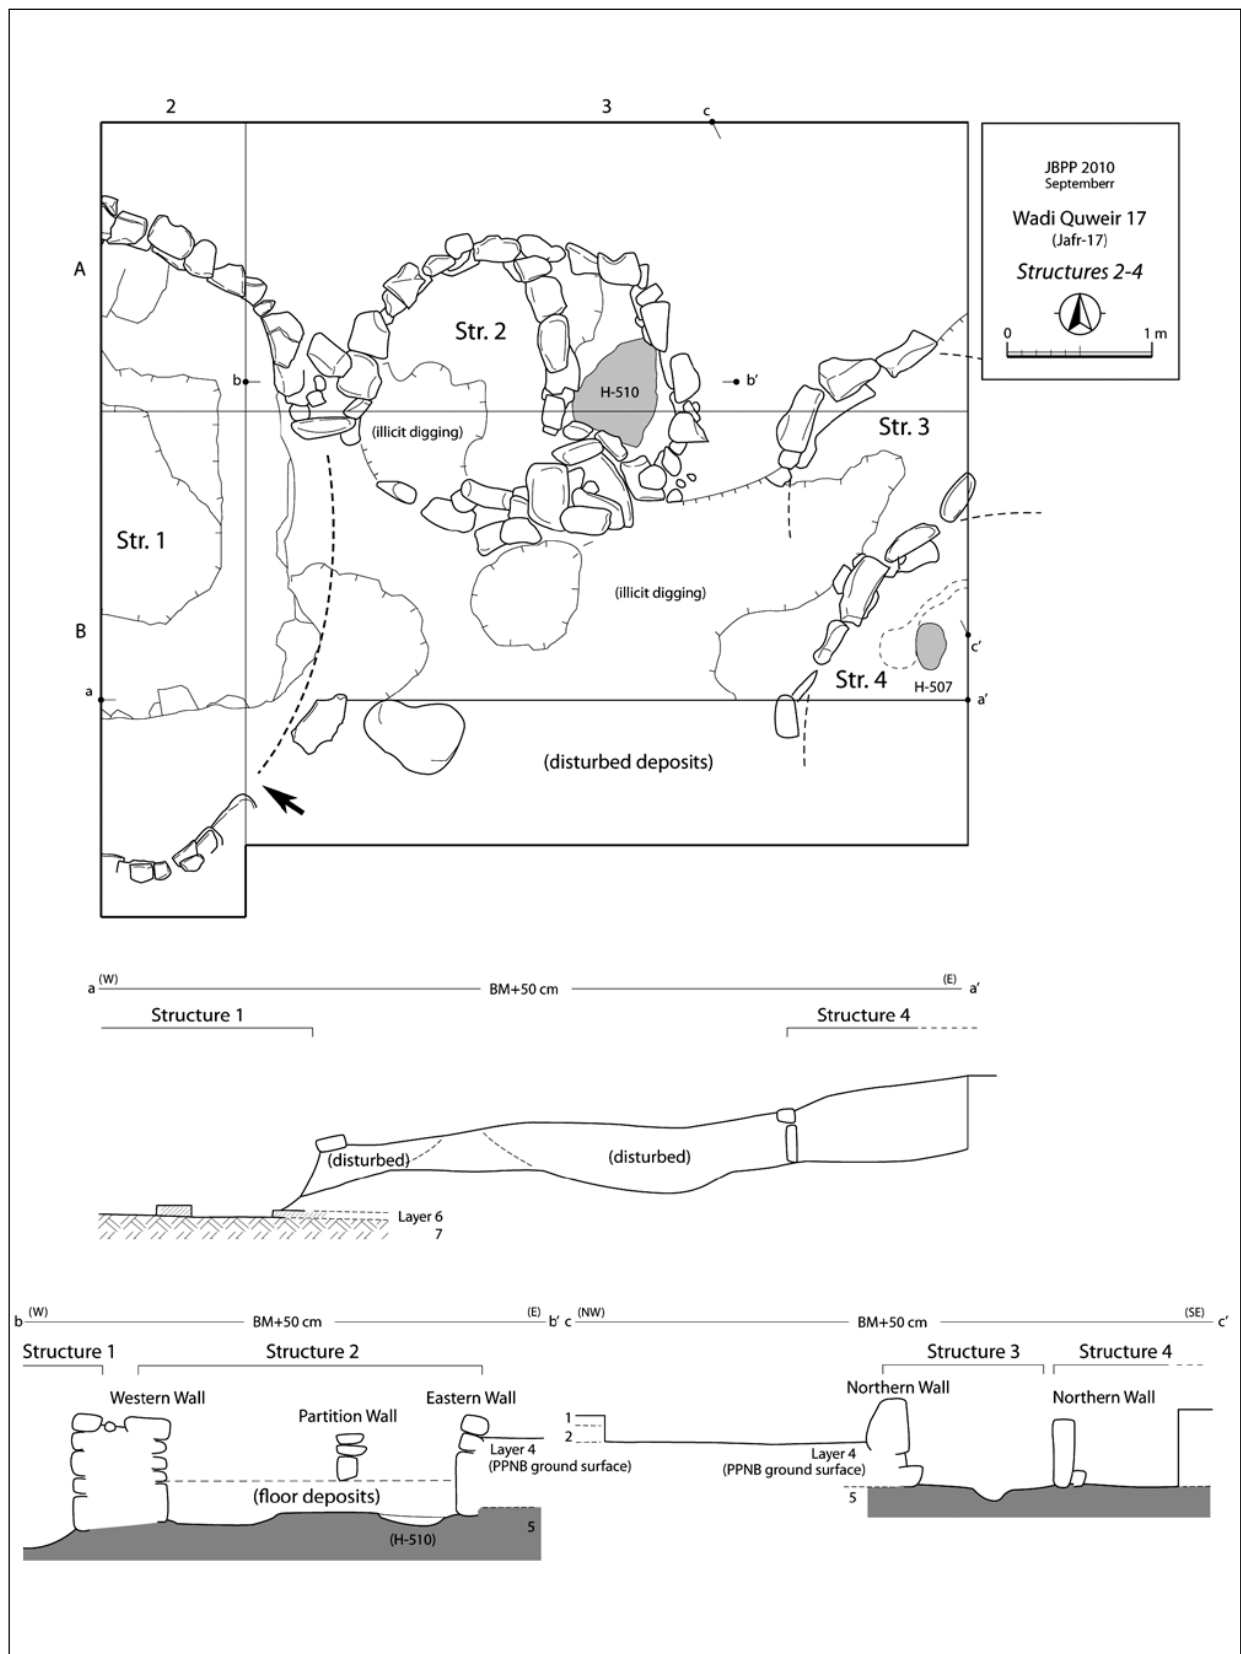 2
3
c
JBPP 2010
Septemberr
Wadi Quweir 17
(Jafr-17)
Structures 2-4
0
1 m
A
Str. 2
b
b'
H-510
(illicit digging)
Str. 3
Str. 1
(illicit digging)
B
c'
Str. 4
H-507
a
a'
(disturbed deposits)
a (W)
BM+50 cm
(E) a'
Structure 1
Structure 4
(disturbed)
(disturbed)
Layer 6
7
b (W)
BM+50 cm
(E) b'
Structure 1
Structure 2
Western Wall
Partition Wall
Eastern Wall
Layer 4
(PPNB ground surface)
(floor deposits)
(H-510)
5
c (NW)
BM+50 cm
(SE) c'
Structure 3
Structure 4
Northern Wall
Northern Wall
1
2
Layer 4
(PPNB ground surface)
5